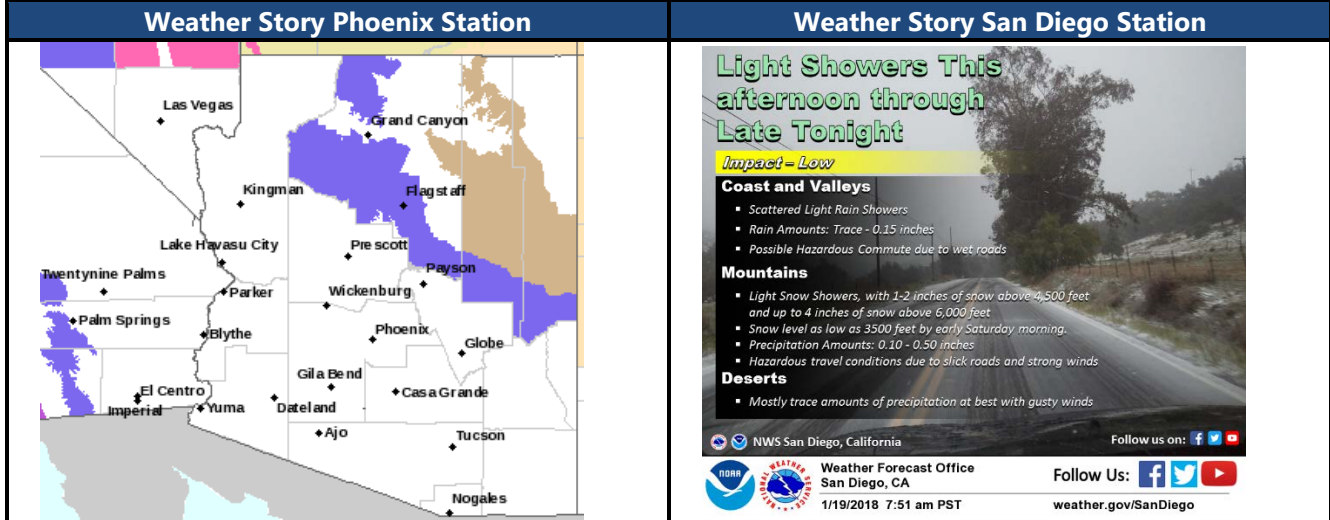 Weather Story Phoenix Station
Las Vegas
Grand Canyon
Kingman
Flagstaff
Lake Havasu City
Prescott
Twentynine Palms
Payson
Parker
Wickenburg
Palm Springs
Blythe
Phoenix
Globe
Gila Bend
El Centro
Casa Grande
Imperial
Yuma
Dateland
Ajo
Tucson
Nogales
Weather Story San Diego Station
Light Showers This
afternoon through
Late Tonight
Impact – Low
Coast and Valleys
▪ Scattered Light Rain Showers
▪ Rain Amounts: Trace - 0.15 inches
▪ Possible Hazardous Commute due to wet roads
Mountains
▪ Light Snow Showers, with 1-2 inches of snow above 4,500 feet
and up to 4 inches of snow above 6,000 feet
▪ Snow level as low as 3500 feet by early Saturday morning.
▪ Precipitation Amounts: 0.10 - 0.50 inches
▪ Hazardous travel conditions due to slick roads and strong winds
Deserts
▪ Mostly trace amounts of precipitation at best with gusty winds
NWS San Diego, California
Follow us on:
NOAA
NATIONAL WEATHER SERVICE
Weather Forecast Office
San Diego, CA
Follow Us:
1/19/2018 7:51 am PST
weather.gov/SanDiego